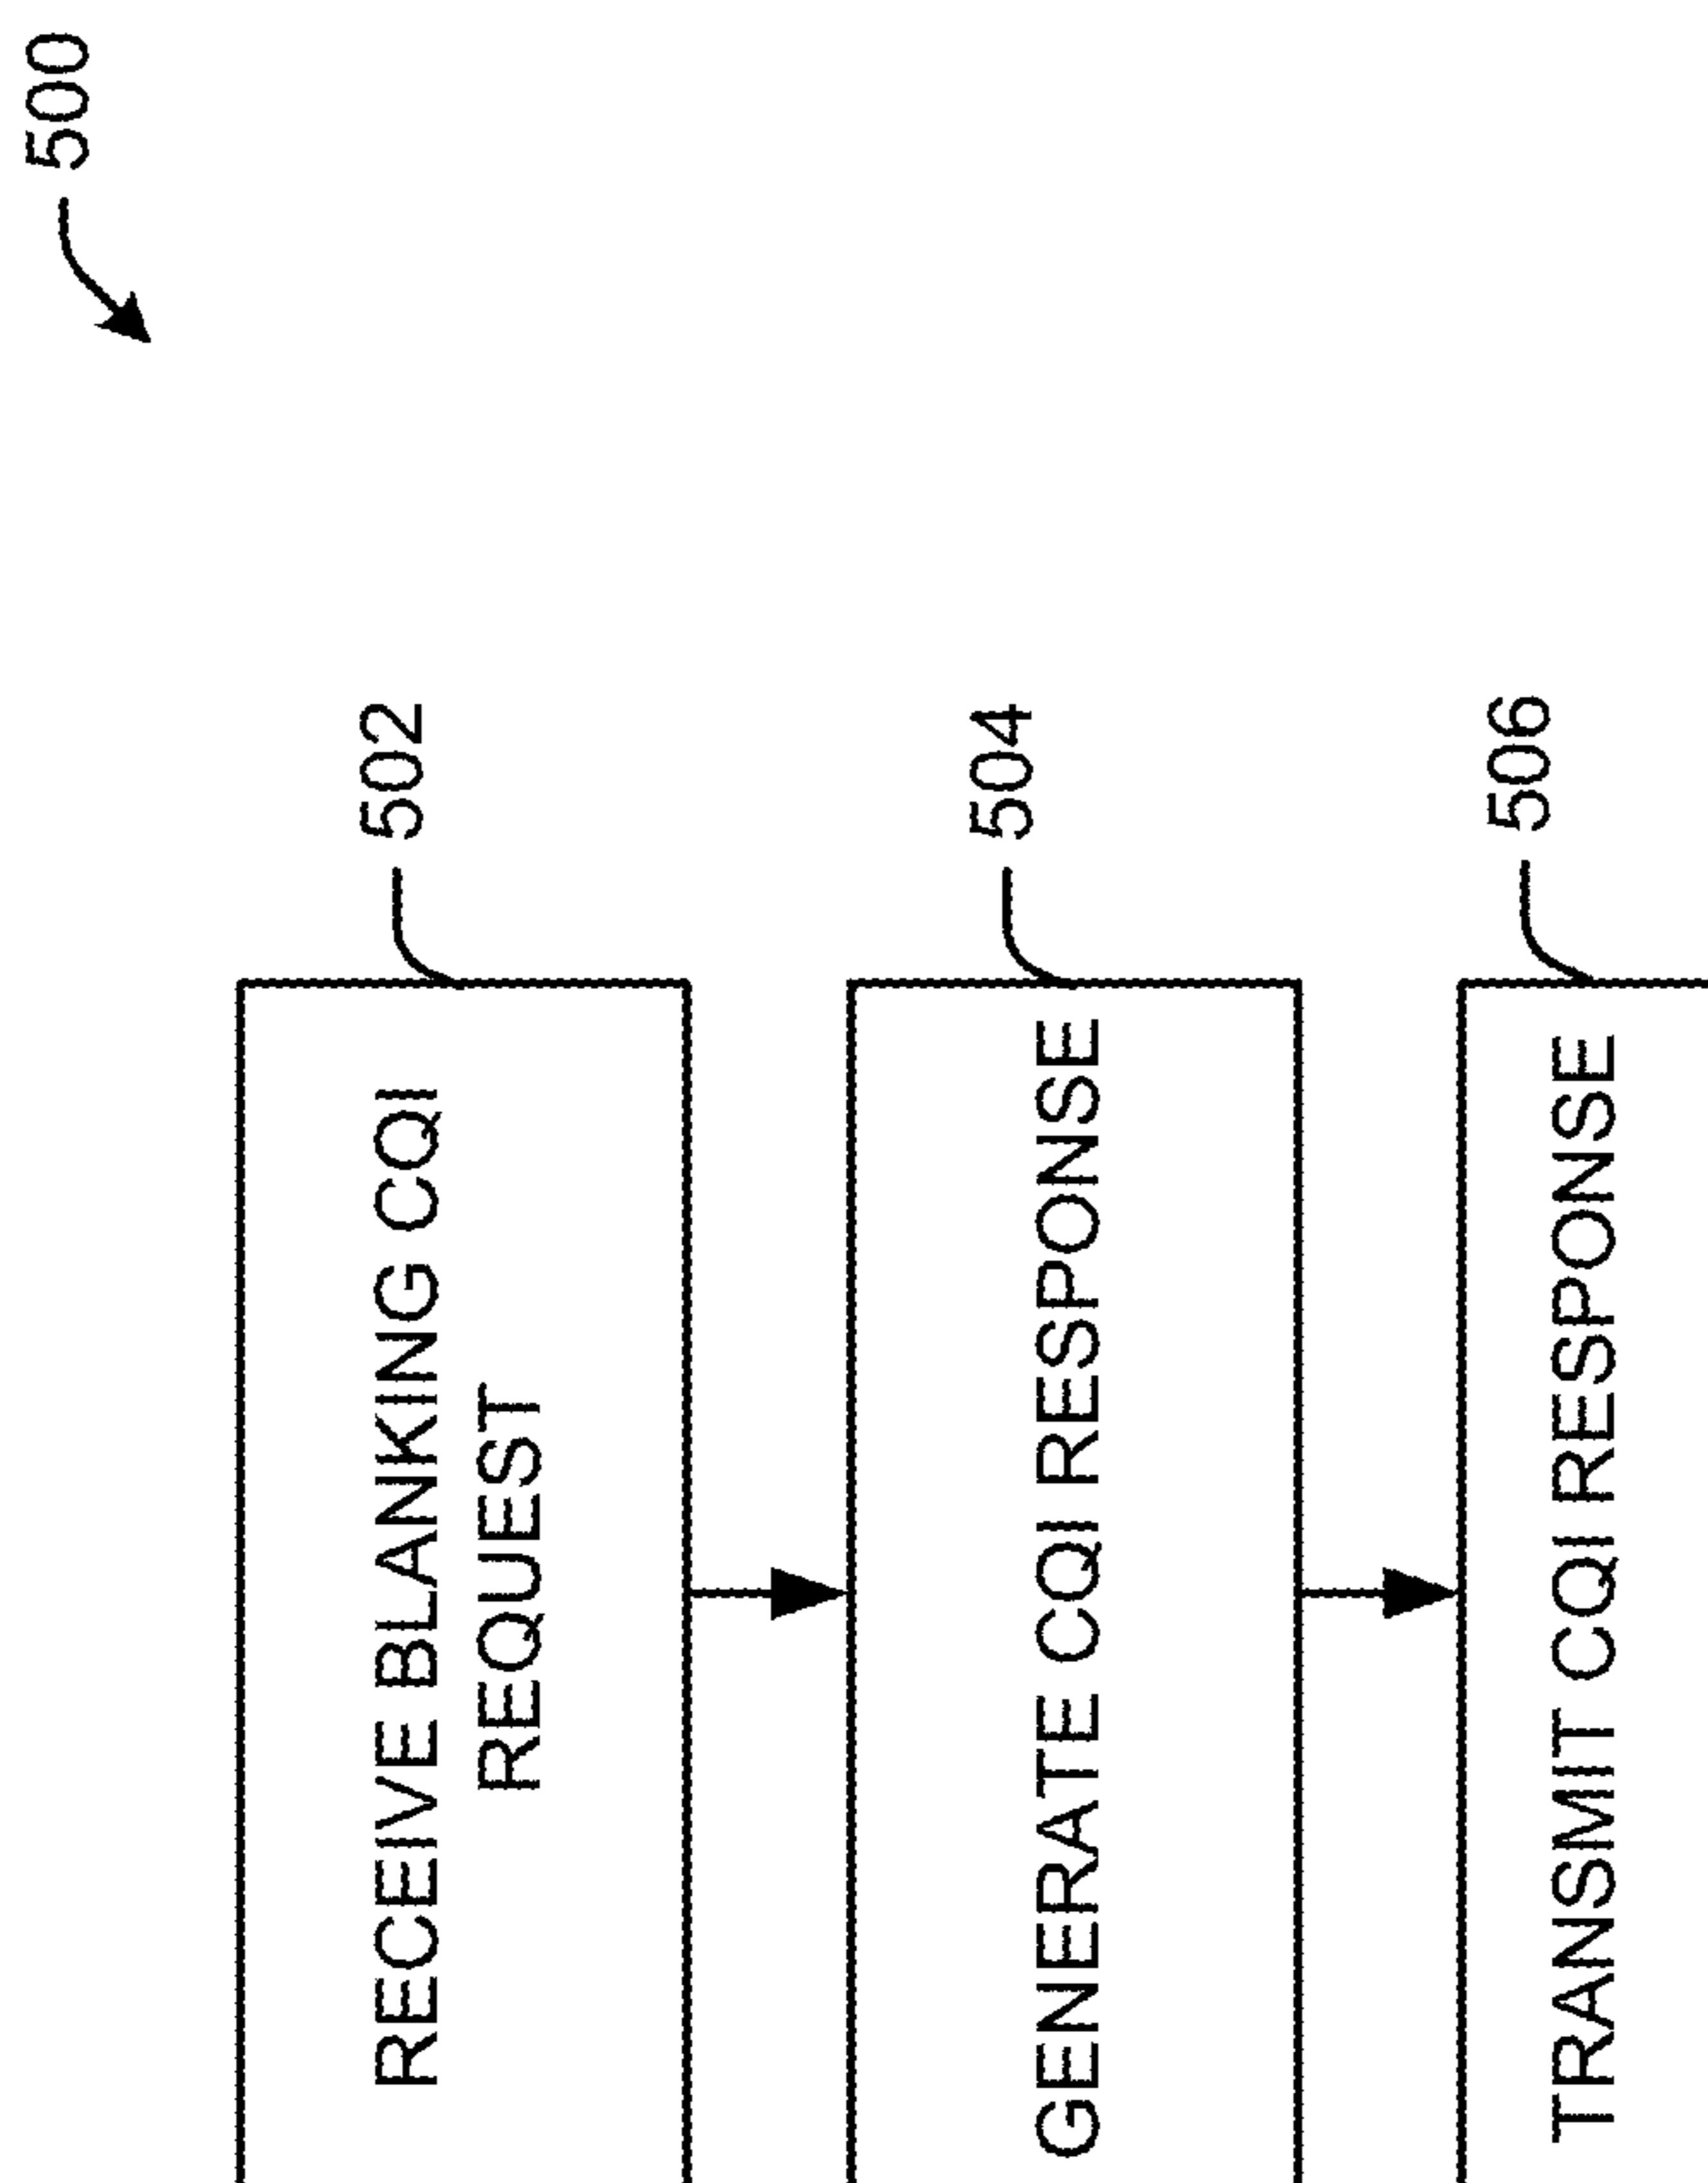 500
502
RECEIVE BLANKING CQI
REQUEST
504
GENERATE CQI RESPONSE
506
TRANSMIT CQI RESPONSE